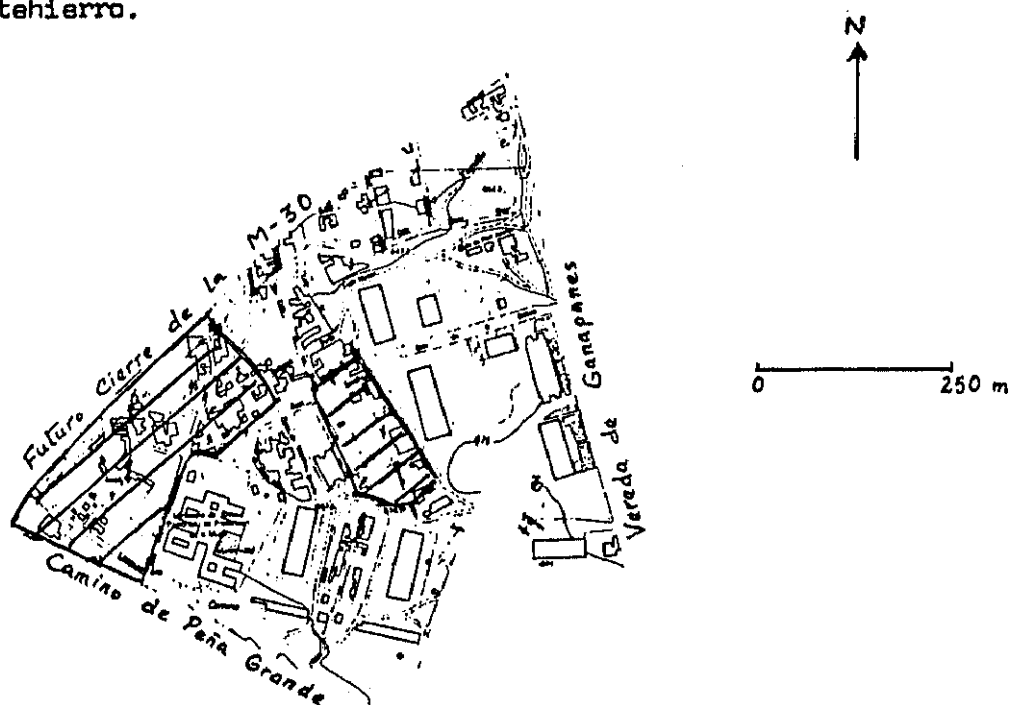 tehierro.
N
Futuro Cierre de la M-30
Vereda de Ganapanes
0 250 m
Camino de Peña Grande